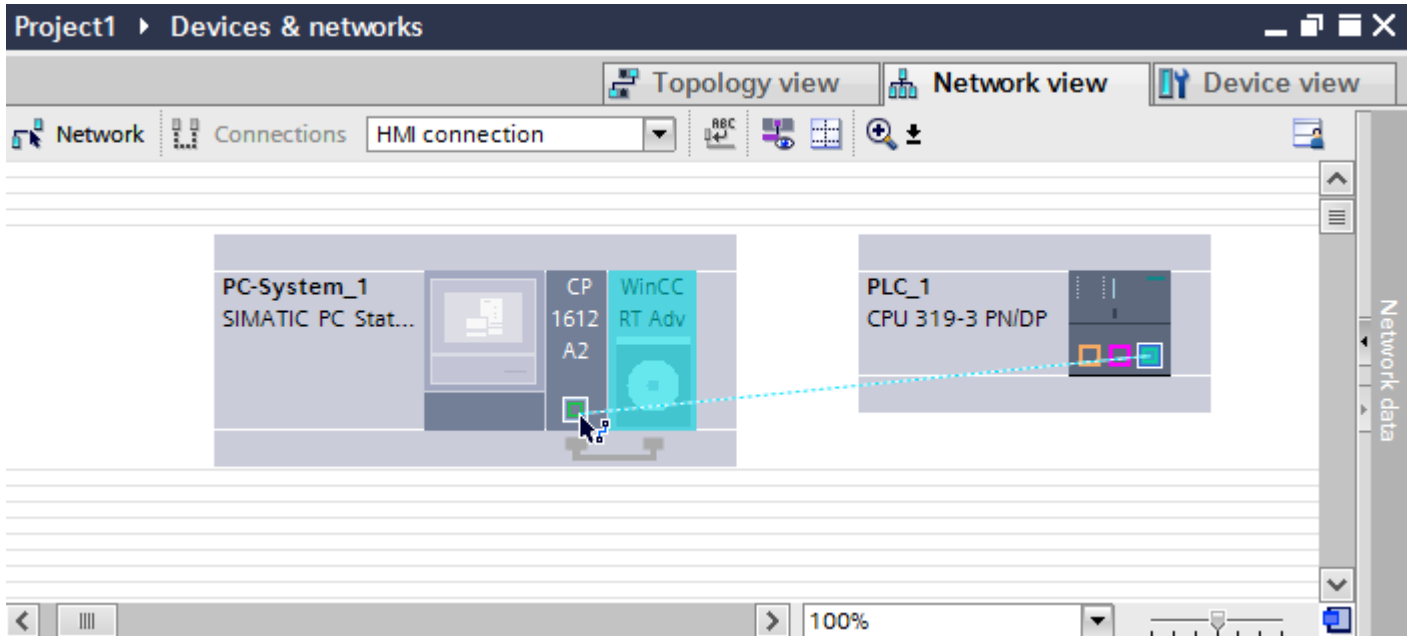 Project1 ▸ Devices & networks
Topology view
Network view
Device view
Network
Connections
HMI connection
ABC
PC-System_1
SIMATIC PC Stat...
CP
1612
A2
WinCC
RT Adv
PLC_1
CPU 319-3 PN/DP
Network data
100%